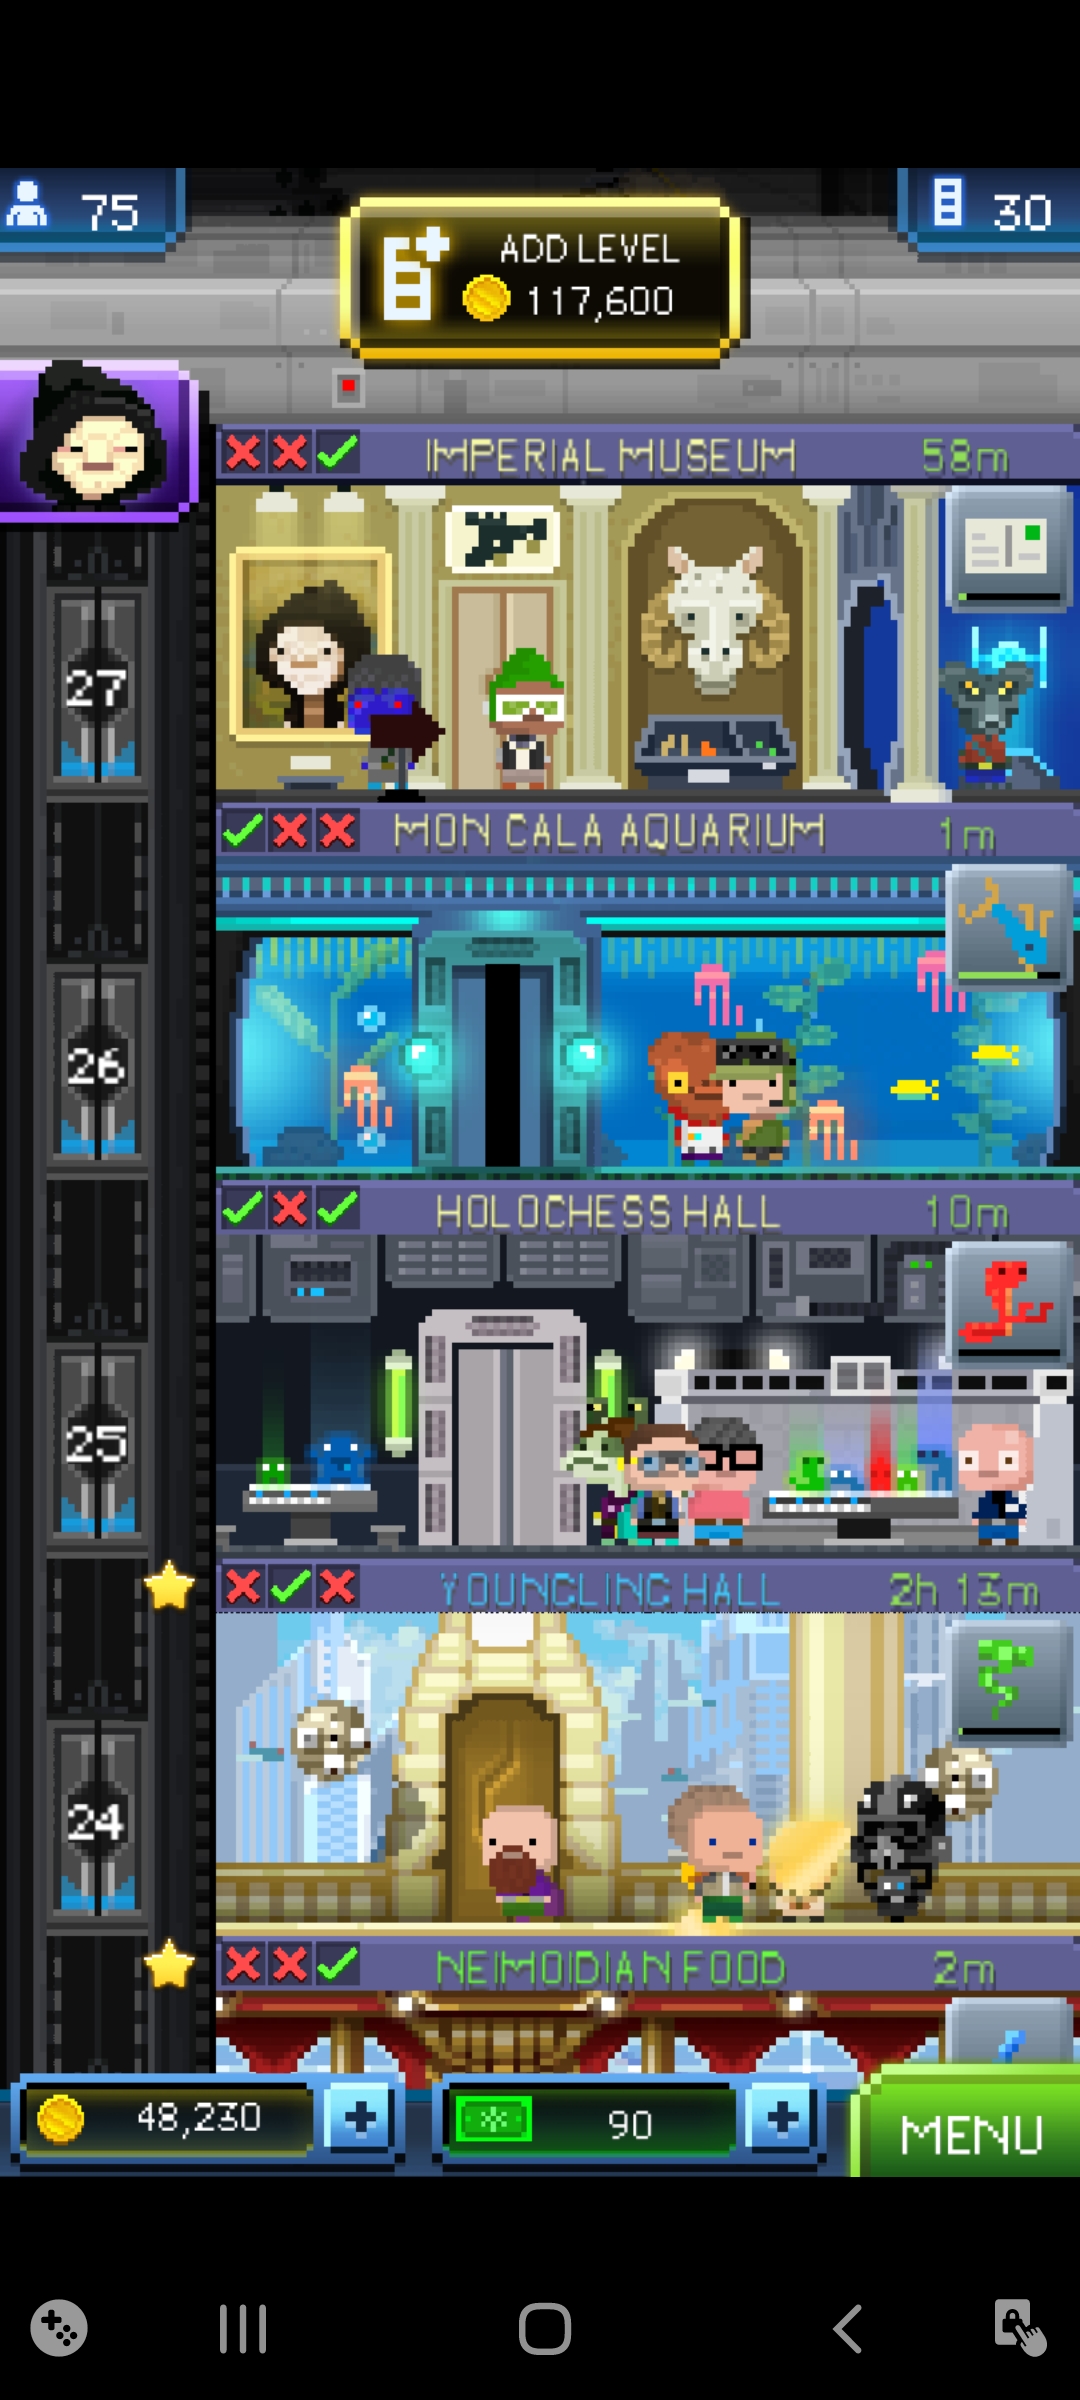 75
ADD LEVEL
117,600
30
IMPERIAL MUSEUM 58m
27
MON CALA AQUARIUM 1m
26
HOLOCHESS HALL 10m
25
YOUNGLING HALL 2h 13m
24
NEIMOIDIAN FOOD 2m
48,230
90
MENU